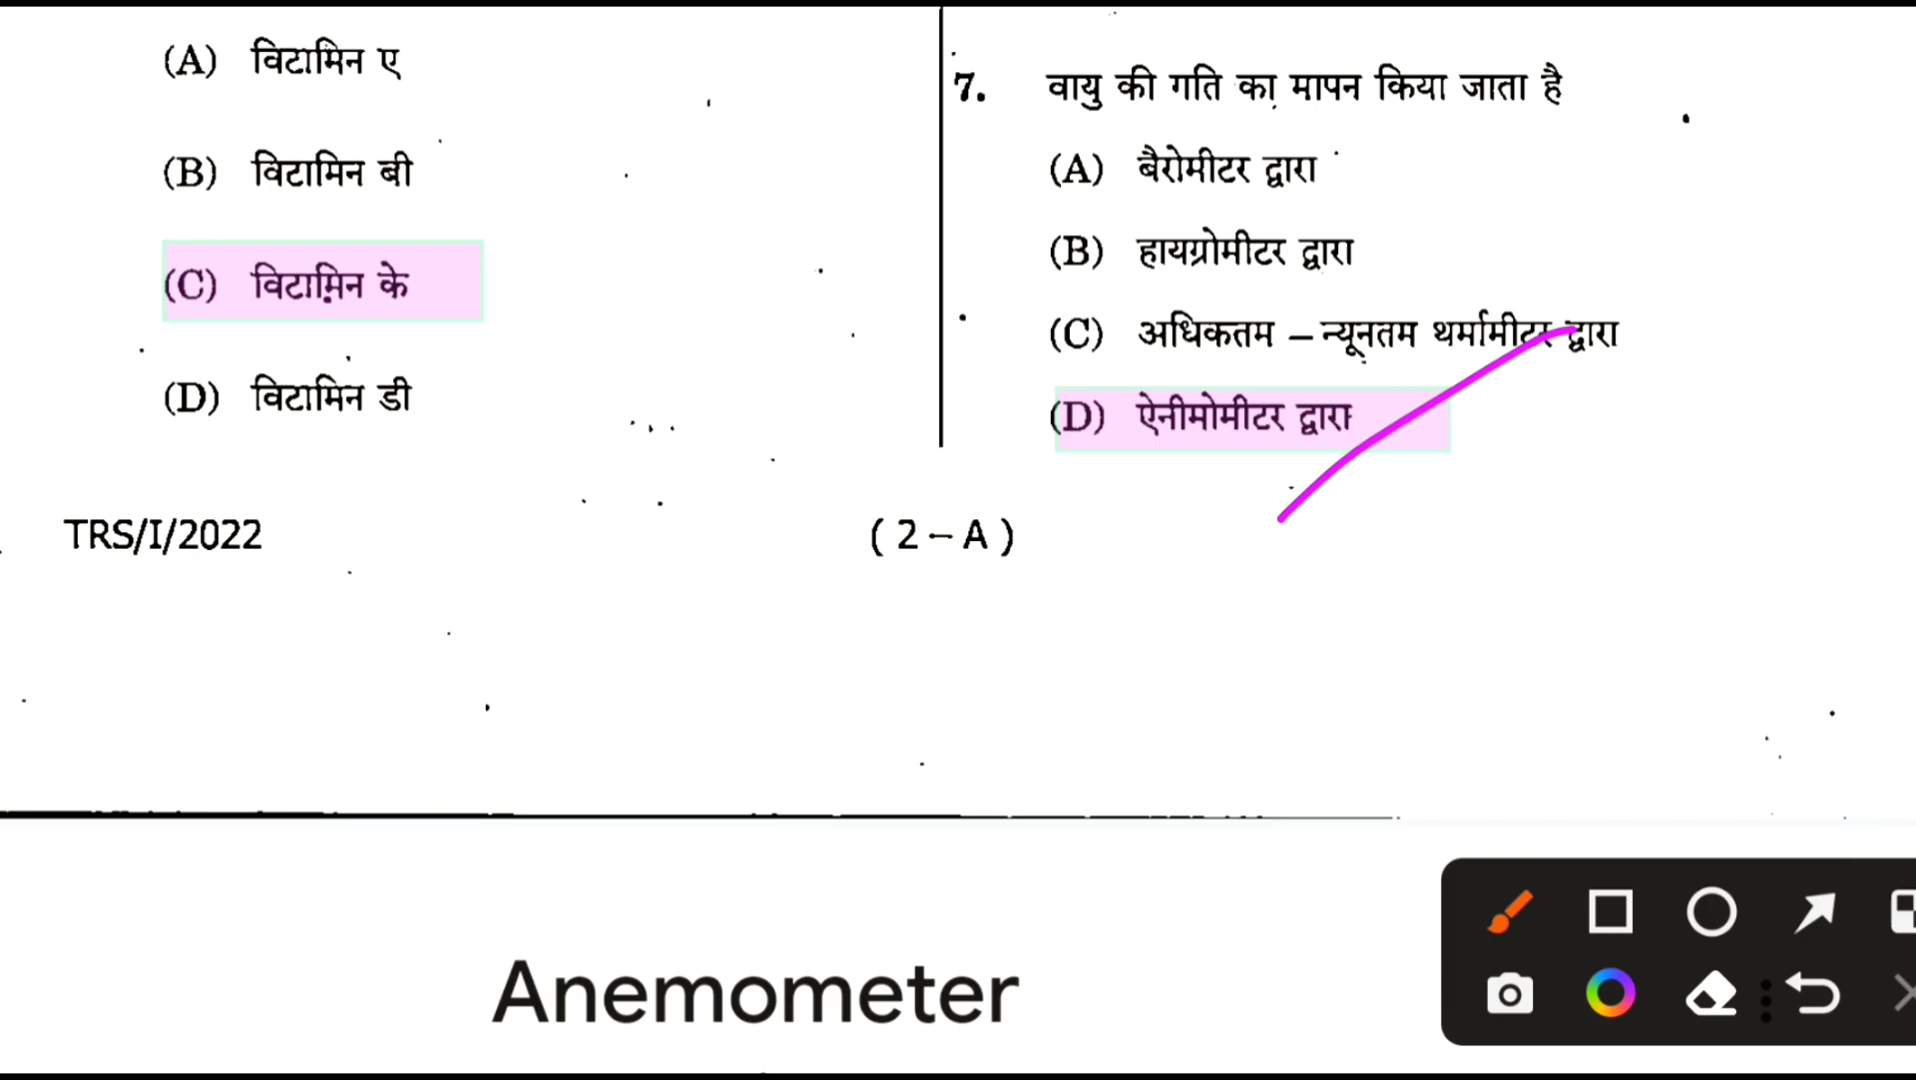 (A) विटामिन ए
(B) विटामिन बी
(C) विटामिन के
(D) विटामिन डी
7. वायु की गति का मापन किया जाता है
(A) बैरोमीटर द्वारा
(B) हायग्रोमीटर द्वारा
(C) अधिकतम – न्यूनतम थर्मामीटर द्वारा
(D) ऐनीमोमीटर द्वारा
TRS/I/2022
( 2 – A )
Anemometer